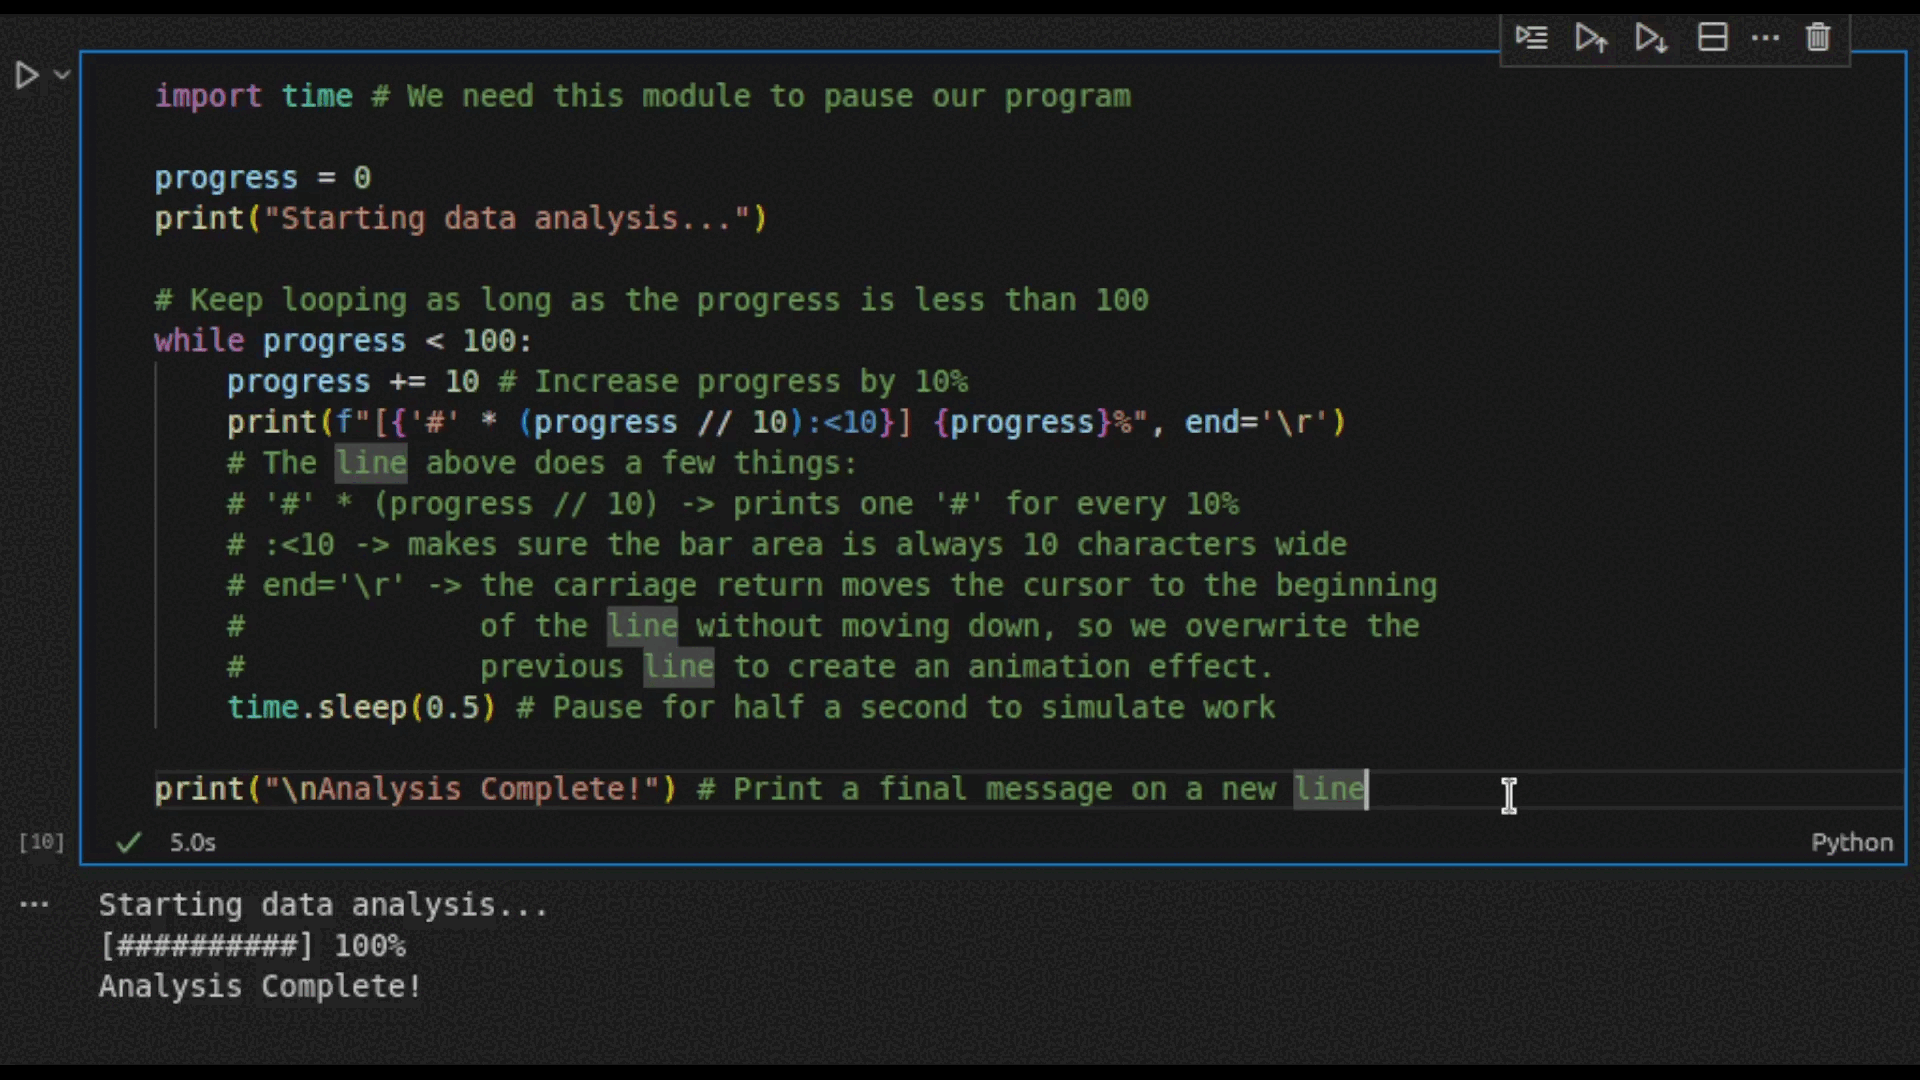 import time # We need this module to pause our program

progress = 0
print("Starting data analysis...")

# Keep looping as long as the progress is less than 100
while progress < 100:
    progress += 10 # Increase progress by 10%
    print(f"[{'#' * (progress // 10):<10}] {progress}%", end='\r')
    # The line above does a few things:
    # '#' * (progress // 10) -> prints one '#' for every 10%
    # :<10 -> makes sure the bar area is always 10 characters wide
    # end='\r' -> the carriage return moves the cursor to the beginning
    #             of the line without moving down, so we overwrite the
    #             previous line to create an animation effect.
    time.sleep(0.5) # Pause for half a second to simulate work

print("\nAnalysis Complete!") # Print a final message on a new line
[10] 5.0s Python
Starting data analysis...
[##########] 100%
Analysis Complete!